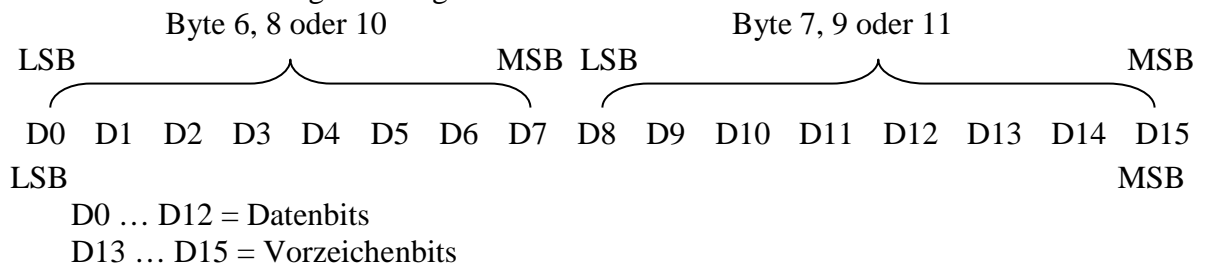 Byte 6, 8 oder 10 Byte 7, 9 oder 11
LSB MSB LSB MSB
D0 D1 D2 D3 D4 D5 D6 D7 D8 D9 D10 D11 D12 D13 D14 D15
LSB MSB
D0 … D12 = Datenbits
D13 … D15 = Vorzeichenbits